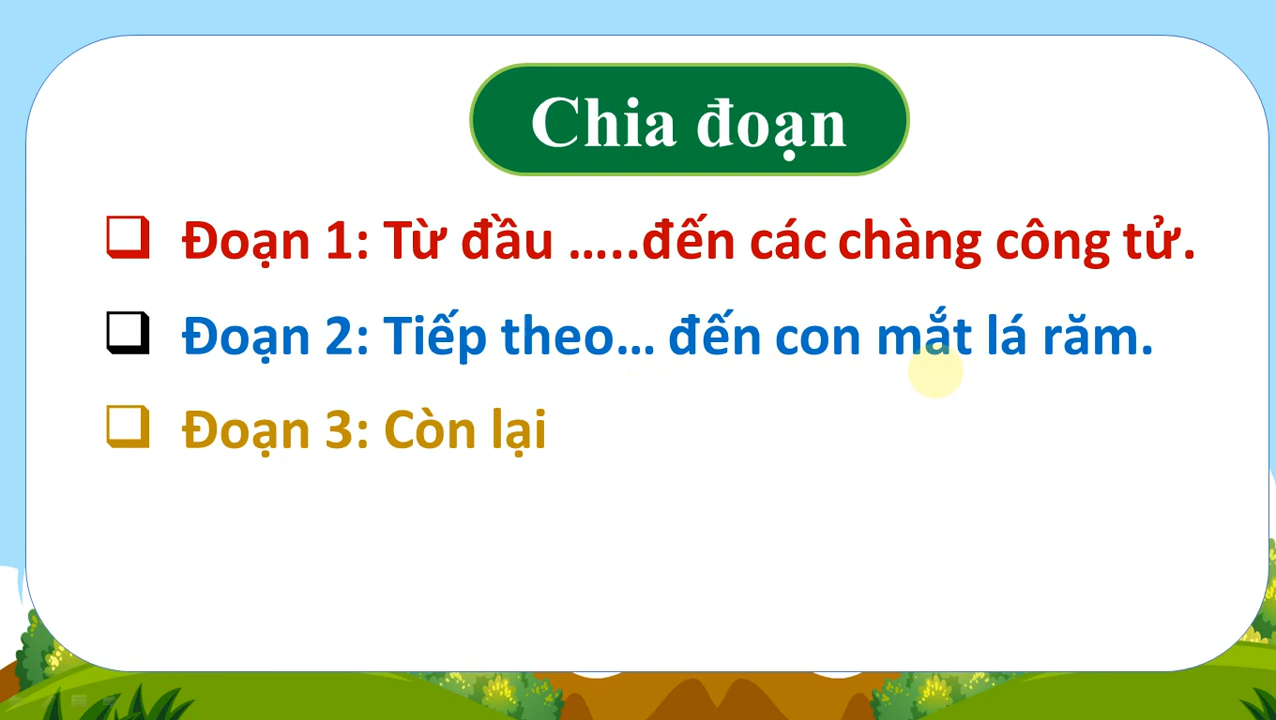 Chia đoạn
Đoạn 1: Từ đầu …..đến các chàng công tử.
Đoạn 2: Tiếp theo… đến con mắt lá răm.
Đoạn 3: Còn lại